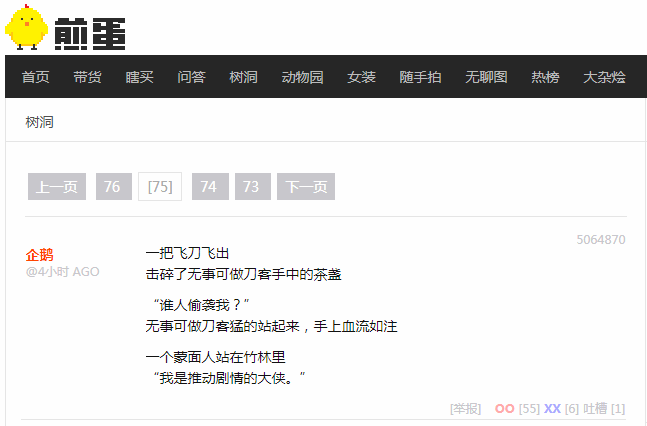 煎蛋
首页 带货 瞎买 问答 树洞 动物园 女装 随手拍 无聊图 热榜 大杂烩
树洞
上一页 76 [75] 74 73 下一页
5064870
企鹅
@4小时 AGO
一把飞刀飞出
击碎了无事可做刀客手中的茶盏
“谁人偷袭我？”
无事可做刀客猛的站起来，手上血流如注
一个蒙面人站在竹林里
“我是推动剧情的大侠。”
[举报] OO [55] XX [6] 吐槽 [1]